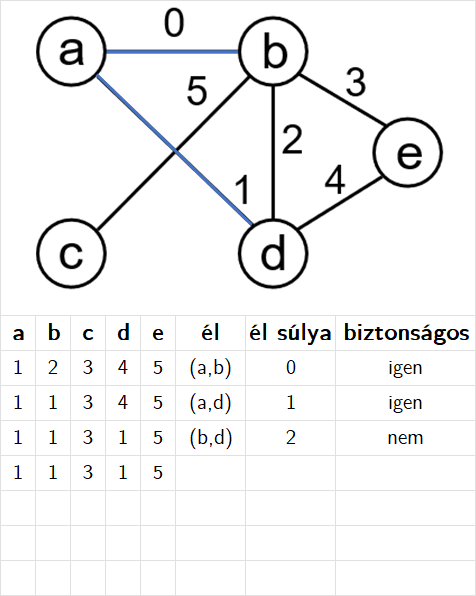 0
a b
5 3
2
e
1 4
c d
a b c d e él él súlya biztonságos
1 2 3 4 5 (a,b) 0 igen
1 1 3 4 5 (a,d) 1 igen
1 1 3 1 5 (b,d) 2 nem
1 1 3 1 5